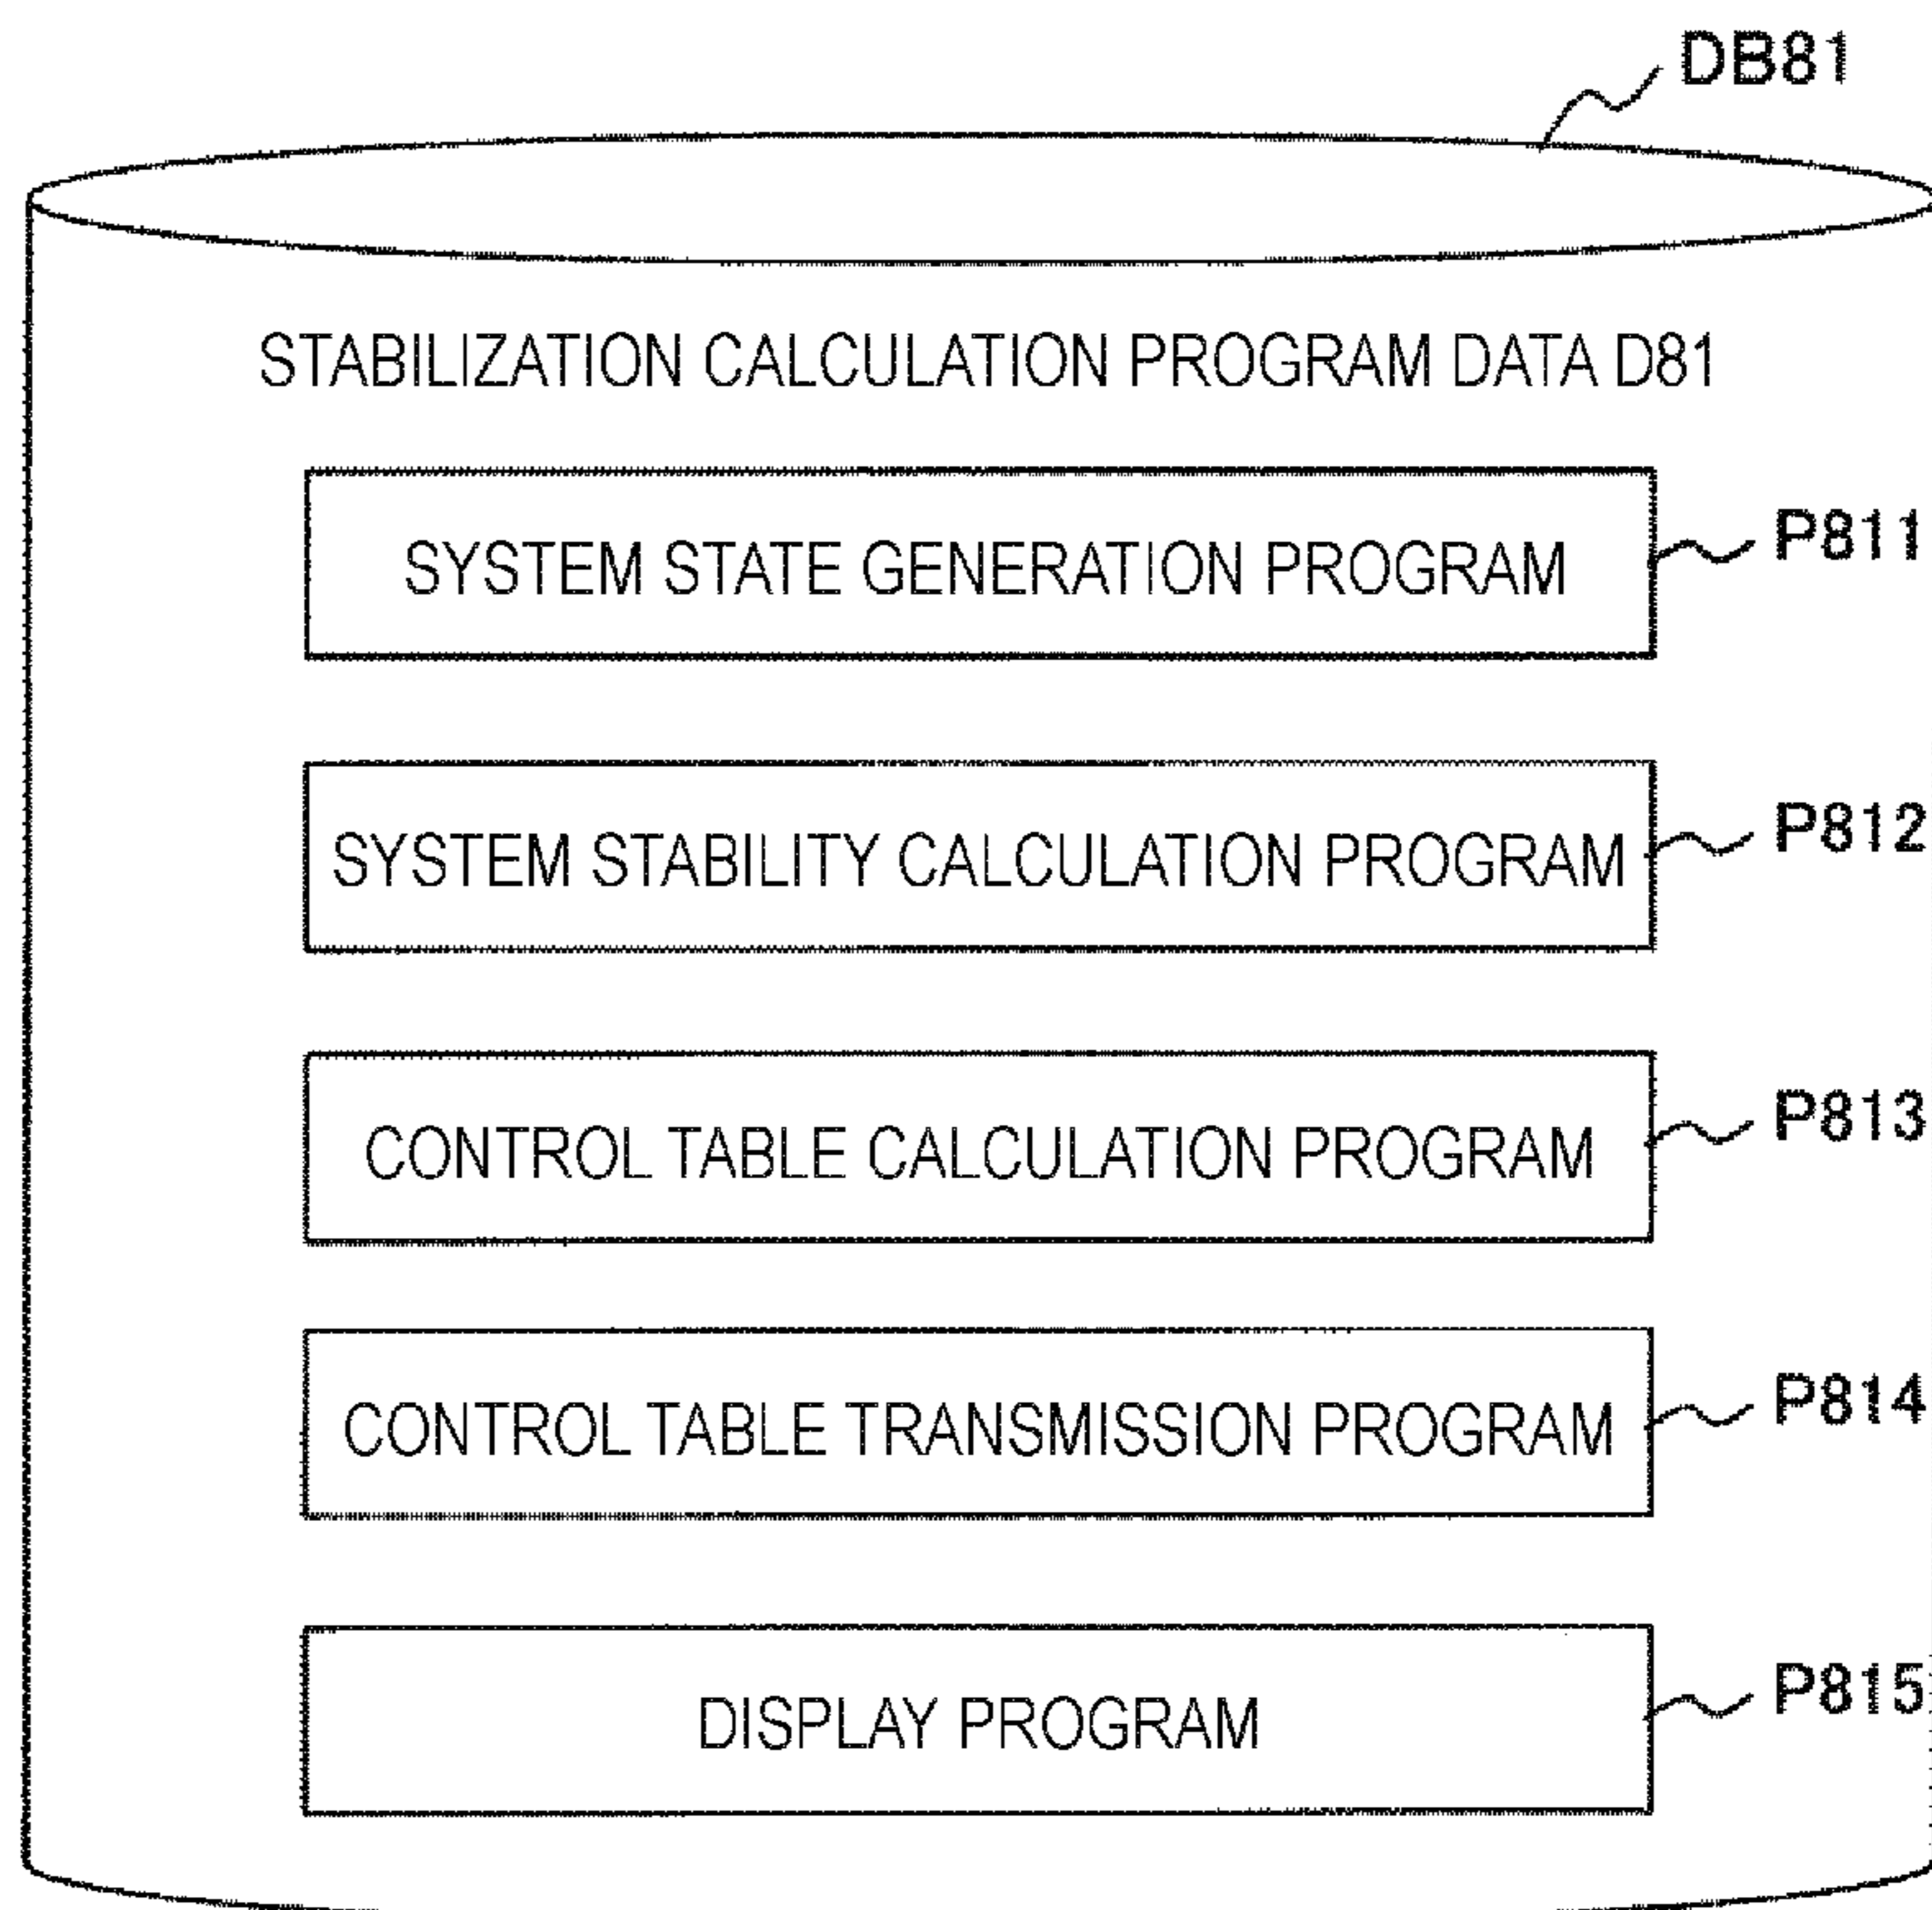 DB81
STABILIZATION CALCULATION PROGRAM DATA D81
SYSTEM STATE GENERATION PROGRAM
P811
SYSTEM STABILITY CALCULATION PROGRAM
P812
CONTROL TABLE CALCULATION PROGRAM
P813
CONTROL TABLE TRANSMISSION PROGRAM
P814
DISPLAY PROGRAM
P815